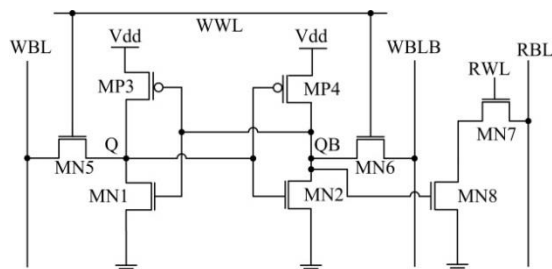 WBL
Vdd
WWL
Vdd
WBLB
RBL
RWL
MP3
MP4
MN7
Q
QB
MN5
MN6
MN1
MN2
MN8